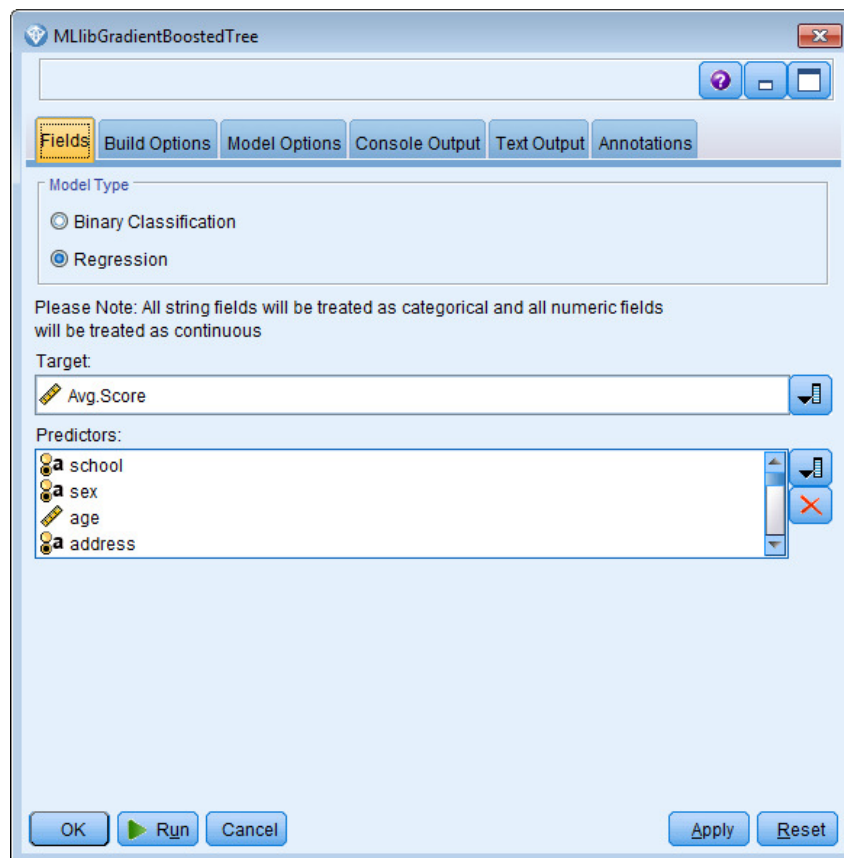 MLlibGradientBoostedTree
?
Fields Build Options Model Options Console Output Text Output Annotations
Model Type
Binary Classification
Regression
Please Note: All string fields will be treated as categorical and all numeric fields
will be treated as continuous
Target:
Avg.Score
Predictors:
a school
a sex
age
a address
OK Run Cancel Apply Reset